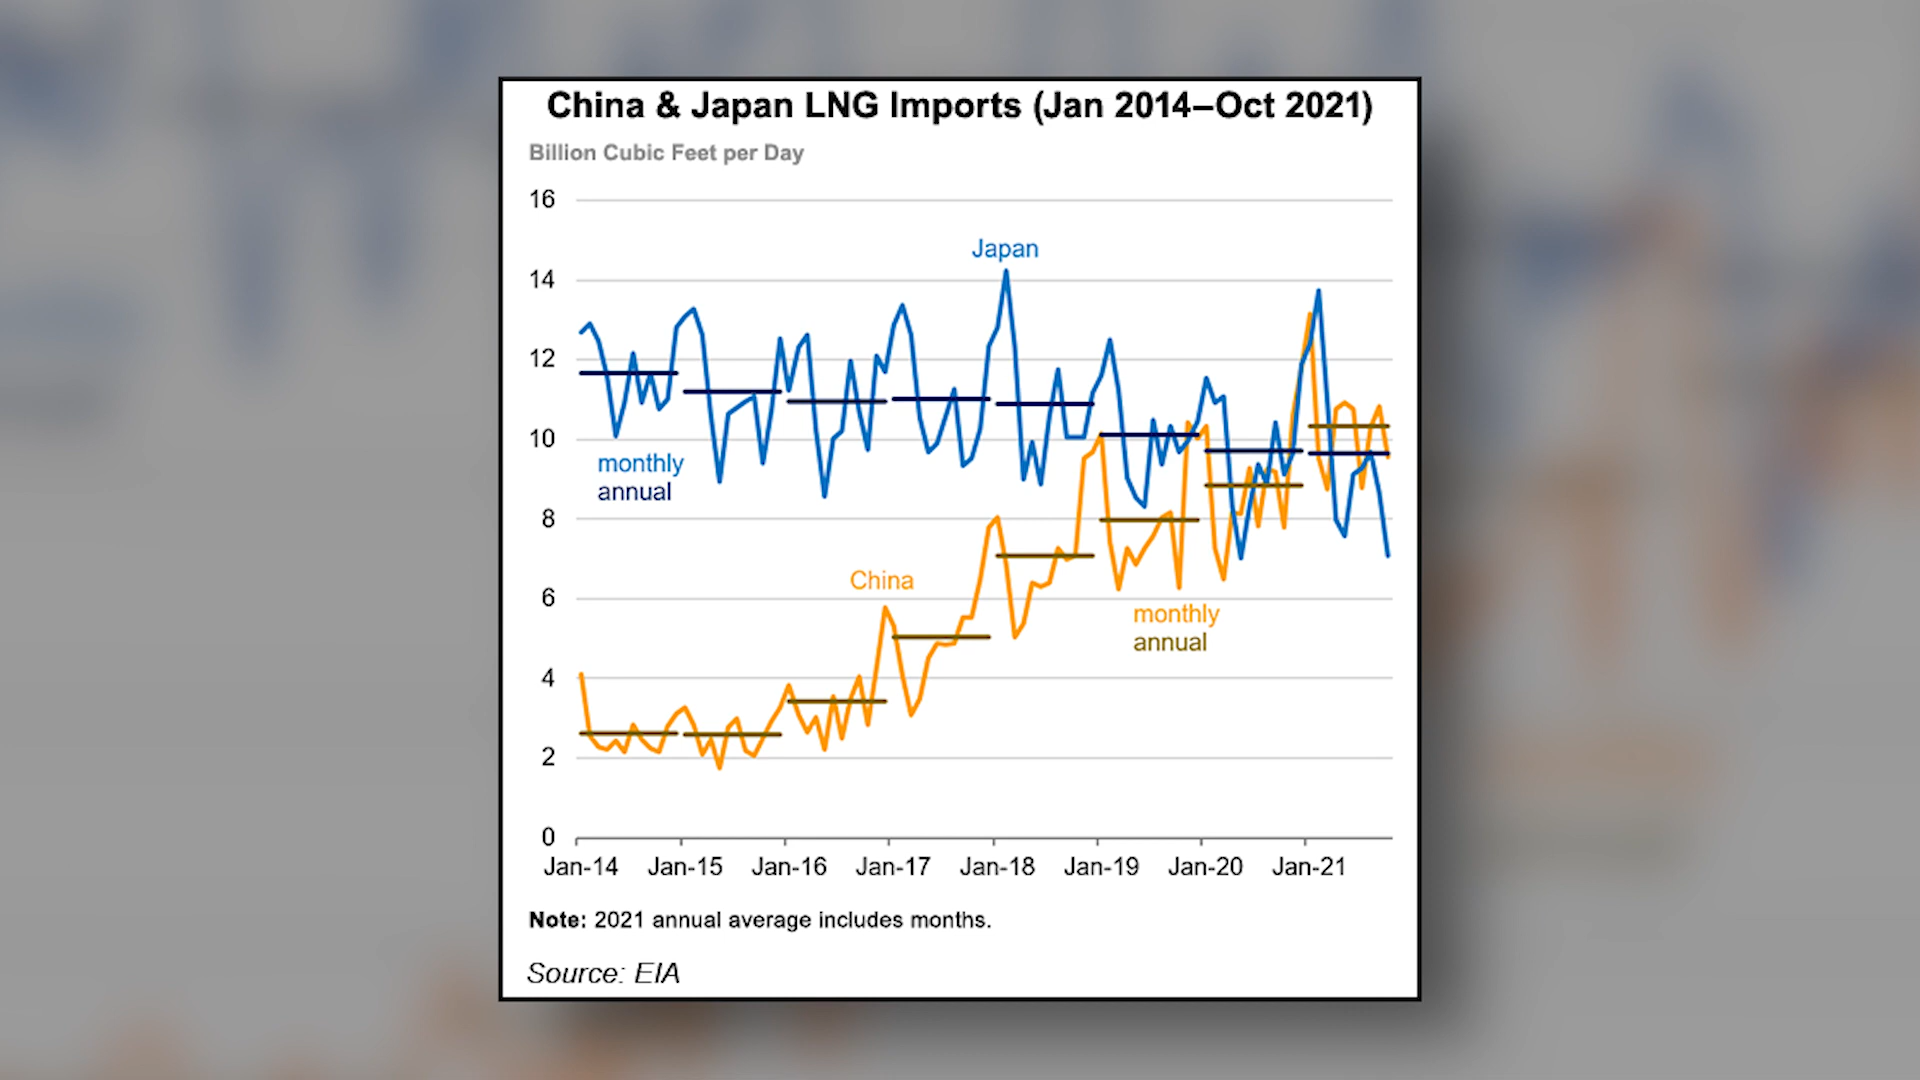 China & Japan LNG Imports (Jan 2014–Oct 2021)
Billion Cubic Feet per Day
16
14
12
10
8
6
4
2
0
Japan
monthly
annual
China
monthly
annual
Jan-14 Jan-15 Jan-16 Jan-17 Jan-18 Jan-19 Jan-20 Jan-21
Note: 2021 annual average includes months.
Source: EIA